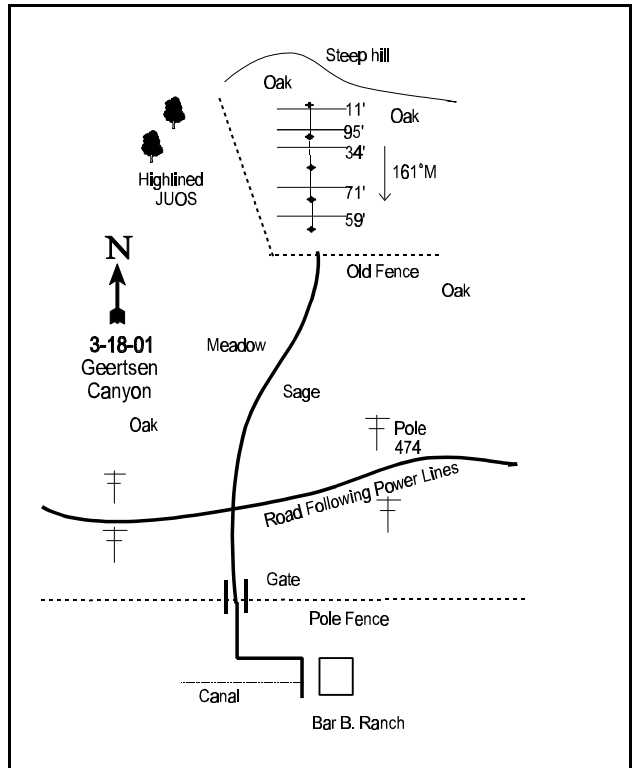 Steep hill
Oak
11'
Oak
95'
34'
161°M
Highlined
JUOS
71'
59'
N
Old Fence
Oak
3-18-01
Geertsen
Canyon
Meadow
Sage
Oak
Pole
474
Road Following Power Lines
Gate
Pole Fence
Canal
Bar B. Ranch